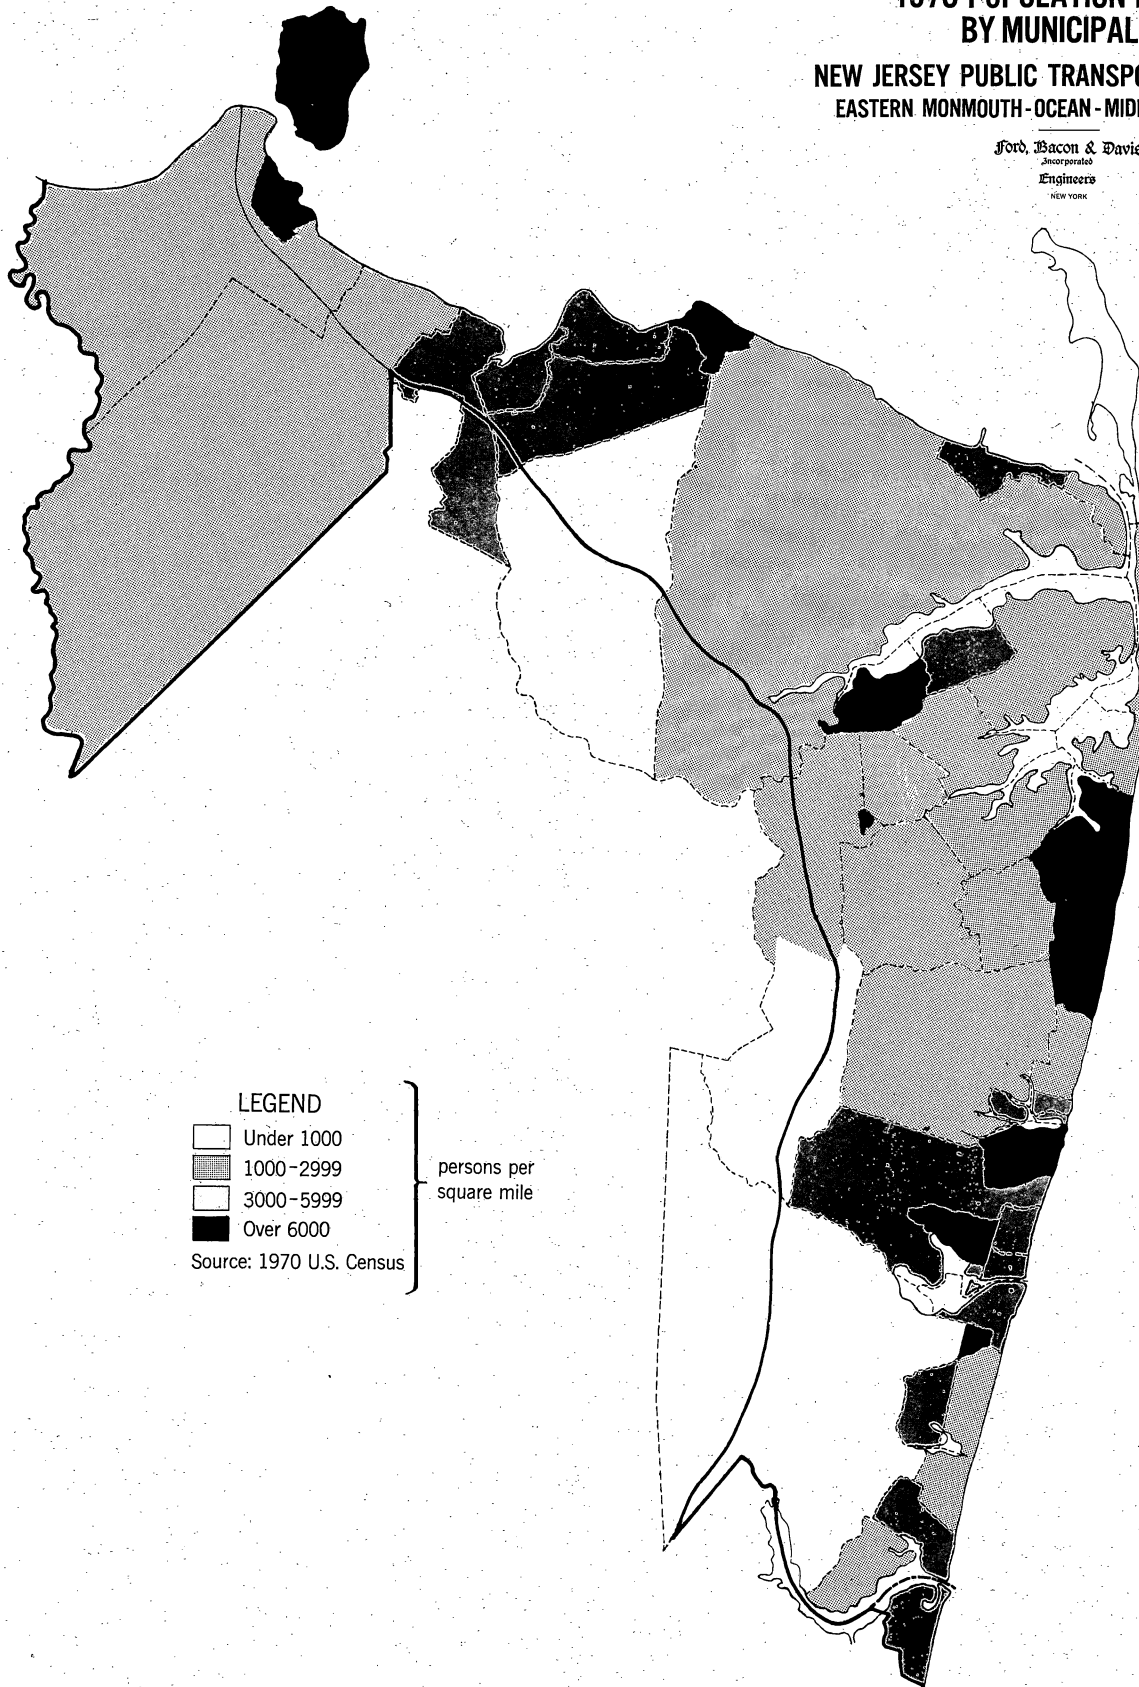 BY MUNICIPAL
NEW JERSEY PUBLIC TRANSPO
EASTERN MONMOUTH-OCEAN-MID
Ford, Bacon & Davis
Incorporated
Engineers
NEW YORK
LEGEND
Under 1000
1000-2999
3000-5999
Over 6000
persons per
square mile
Source: 1970 U.S. Census